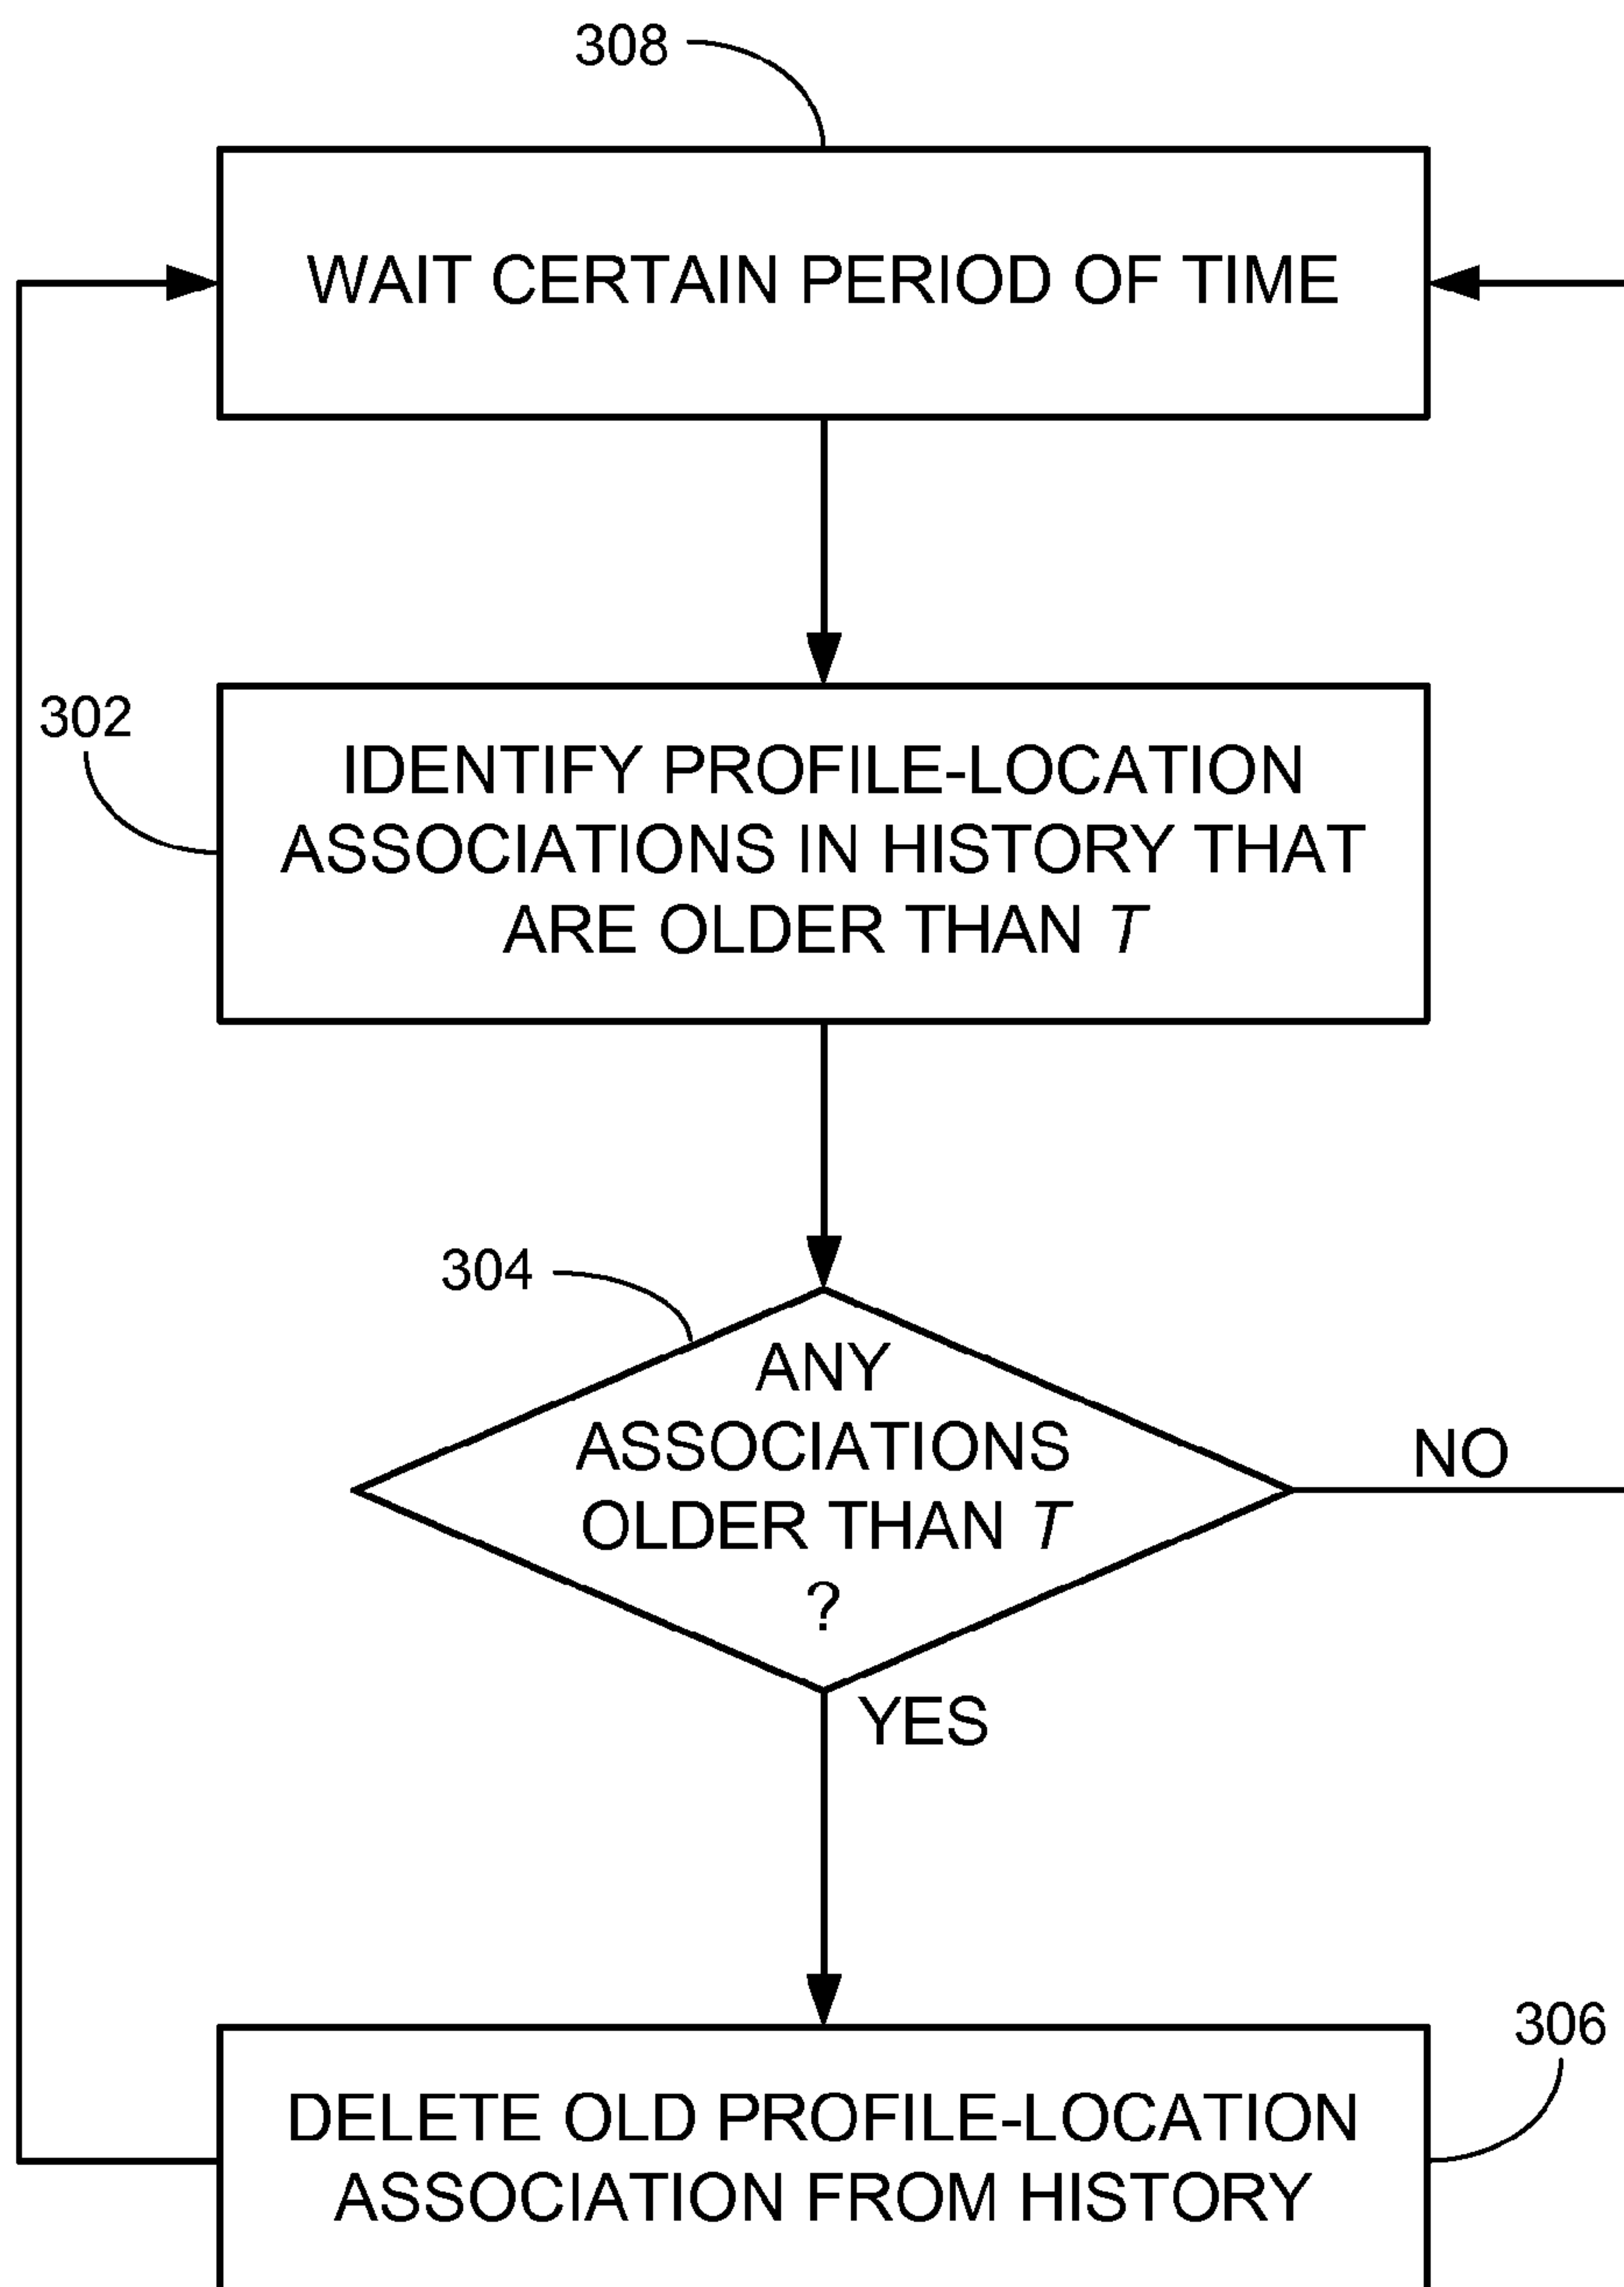 308
WAIT CERTAIN PERIOD OF TIME
302
IDENTIFY PROFILE-LOCATION
ASSOCIATIONS IN HISTORY THAT
ARE OLDER THAN T
304
ANY
ASSOCIATIONS
OLDER THAN T
?
NO
YES
306
DELETE OLD PROFILE-LOCATION
ASSOCIATION FROM HISTORY